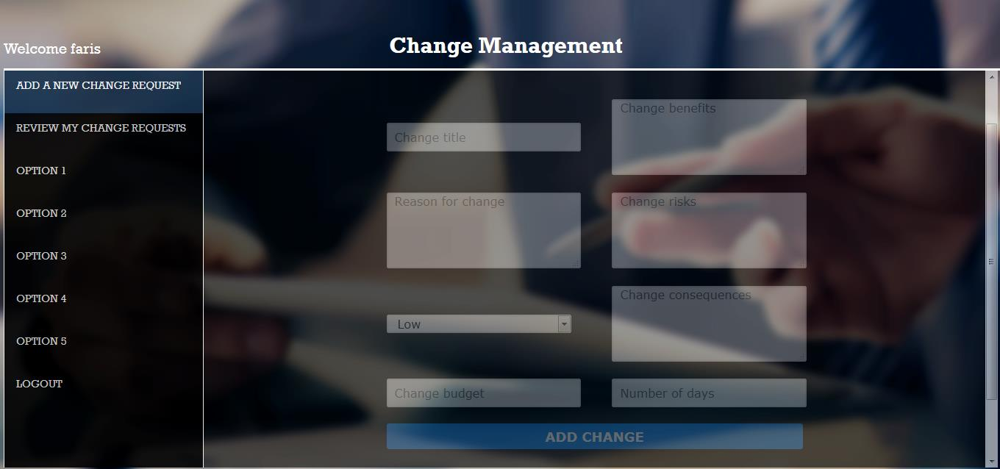 Change Management
Welcome faris
ADD A NEW CHANGE REQUEST
REVIEW MY CHANGE REQUESTS
OPTION 1
OPTION 2
OPTION 3
OPTION 4
OPTION 5
LOGOUT
Change title
Change benefits
Reason for change
Change risks
Low
Change consequences
Change budget
Number of days
ADD CHANGE